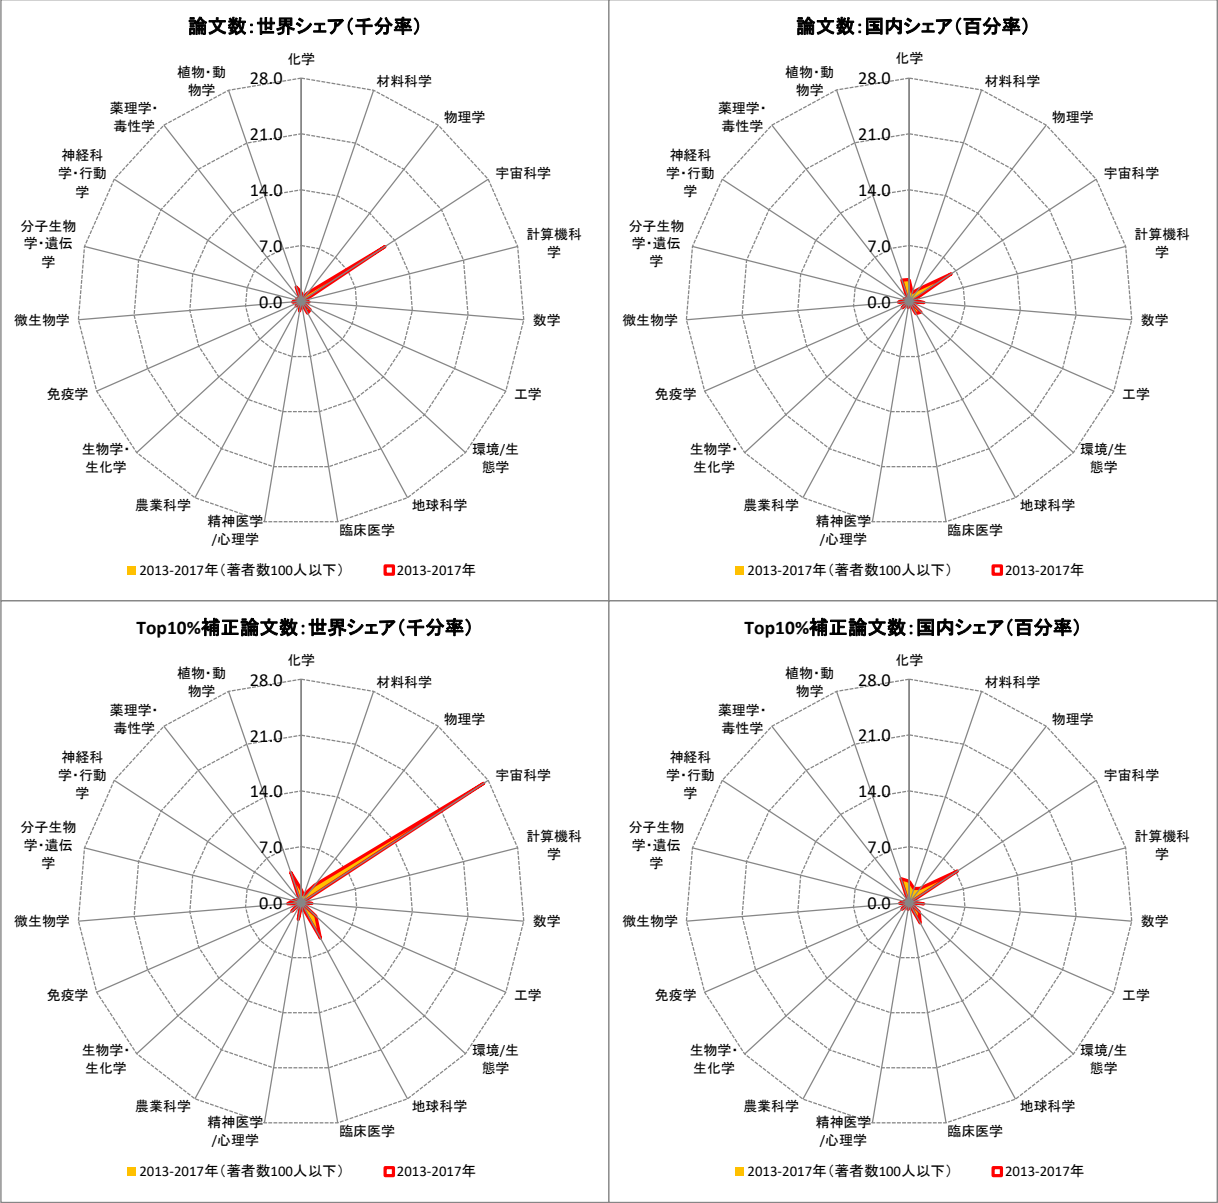 論文数：世界シェア（千分率）
化学
植物・動
物学
28.0
材料科学
薬理学・
毒性学
物理学
21.0
神経科
学・行動
学
宇宙科学
14.0
分子生物
学・遺伝
学
計算機科
学
7.0
0.0
微生物学
数学
免疫学
工学
生物学・
生化学
環境/生
態学
農業科学
地球科学
精神医学
/心理学
臨床医学
2013-2017年（著者数100人以下）
2013-2017年
論文数：国内シェア（百分率）
化学
植物・動
物学
28.0
材料科学
薬理学・
毒性学
物理学
21.0
神経科
学・行動
学
宇宙科学
14.0
分子生物
学・遺伝
学
計算機科
学
7.0
0.0
微生物学
数学
免疫学
工学
生物学・
生化学
環境/生
態学
農業科学
地球科学
精神医学
/心理学
臨床医学
2013-2017年（著者数100人以下）
2013-2017年
Top10%補正論文数：世界シェア（千分率）
化学
植物・動
物学
28.0
材料科学
薬理学・
毒性学
物理学
21.0
神経科
学・行動
学
宇宙科学
14.0
分子生物
学・遺伝
学
計算機科
学
7.0
0.0
微生物学
数学
免疫学
工学
生物学・
生化学
環境/生
態学
農業科学
地球科学
精神医学
/心理学
臨床医学
2013-2017年（著者数100人以下）
2013-2017年
Top10%補正論文数：国内シェア（百分率）
化学
植物・動
物学
28.0
材料科学
薬理学・
毒性学
物理学
21.0
神経科
学・行動
学
宇宙科学
14.0
分子生物
学・遺伝
学
計算機科
学
7.0
0.0
微生物学
数学
免疫学
工学
生物学・
生化学
環境/生
態学
農業科学
地球科学
精神医学
/心理学
臨床医学
2013-2017年（著者数100人以下）
2013-2017年